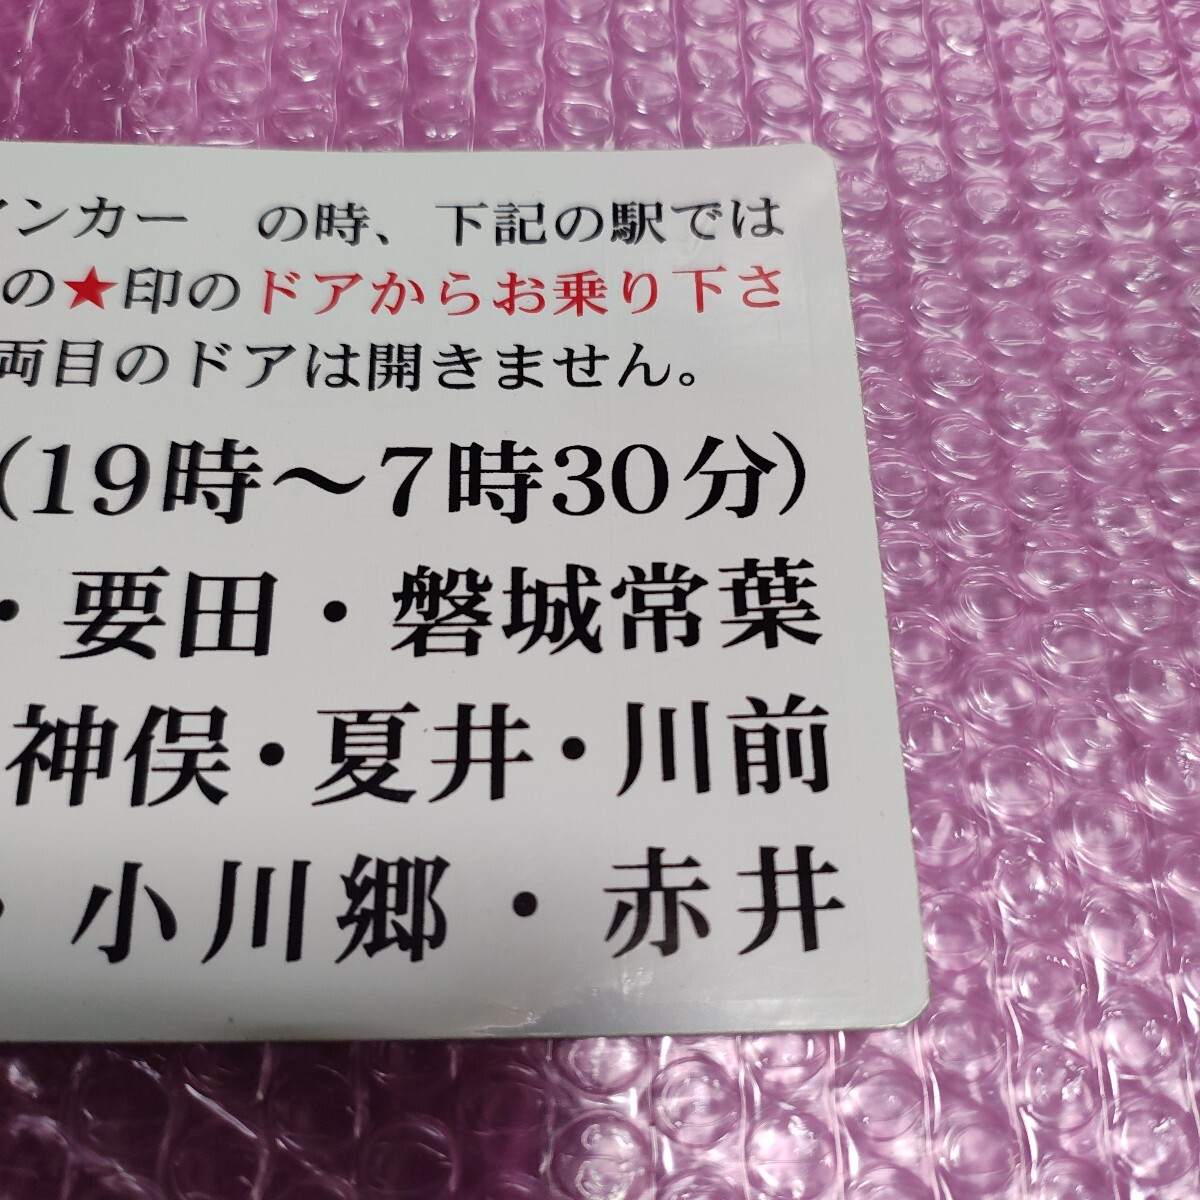 ンカー　の時、下記の駅では
の★印のドアからお乗り下さ
両目のドアは開きません。
(19時～7時30分)
・要田・磐城常葉
神俣・夏井・川前
・小川郷・赤井